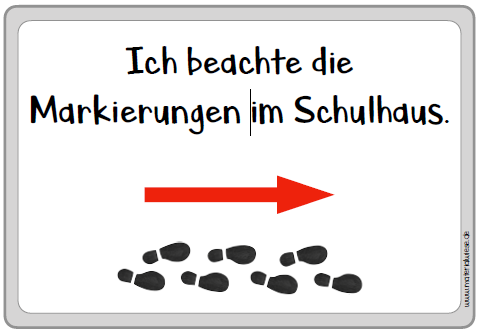 Ich beachte die
Markierungen im Schulhaus.
www.materialwiese.de